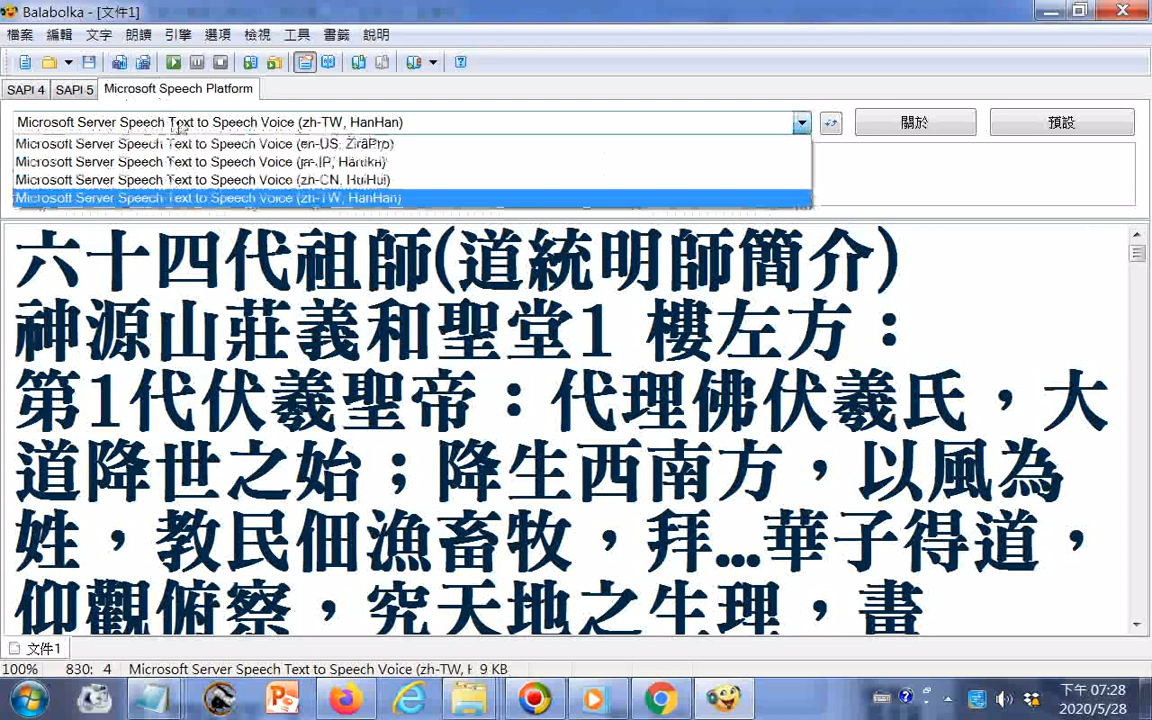 Balabolka - [文件1]
檔案 編輯 文字 朗讀 引擎 選項 檢視 工具 書籤 說明
SAPI 4 SAPI 5 Microsoft Speech Platform
Microsoft Server Speech Text to Speech Voice (zh-TW, HanHan) 關於 預設
Microsoft Server Speech Text to Speech Voice (en-US, ZiraPro)
Microsoft Server Speech Text to Speech Voice (ja-JP, Haruka)
Microsoft Server Speech Text to Speech Voice (zh-CN, HuiHui)
Microsoft Server Speech Text to Speech Voice (zh-TW, HanHan)
六十四代祖師(道統明師簡介)
神源山莊義和聖堂1 樓左方：
第1代伏羲聖帝：代理佛伏羲氏，大
道降世之始；降生西南方，以風為
姓，教民佃漁畜牧，拜...華子得道，
仰觀俯察，究天地之生理，畫
文件1
100% 830: 4 Microsoft Server Speech Text to Speech Voice (zh-TW, H 9 KB
下午 07:28
2020/5/28